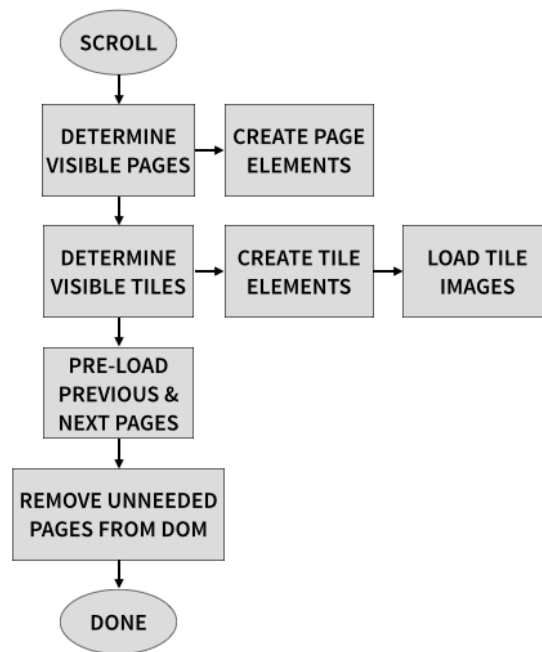 SCROLL
DETERMINE
VISIBLE PAGES
CREATE PAGE
ELEMENTS
DETERMINE
VISIBLE TILES
CREATE TILE
ELEMENTS
LOAD TILE
IMAGES
PRE-LOAD
PREVIOUS &
NEXT PAGES
REMOVE UNNEEDED
PAGES FROM DOM
DONE